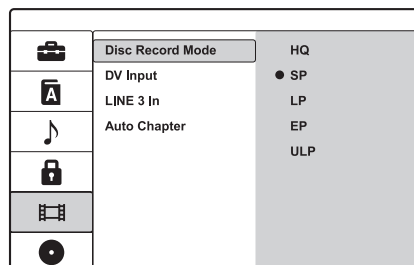 Disc Record Mode
HQ
DV Input
SP
LINE 3 In
LP
Auto Chapter
EP
ULP
A